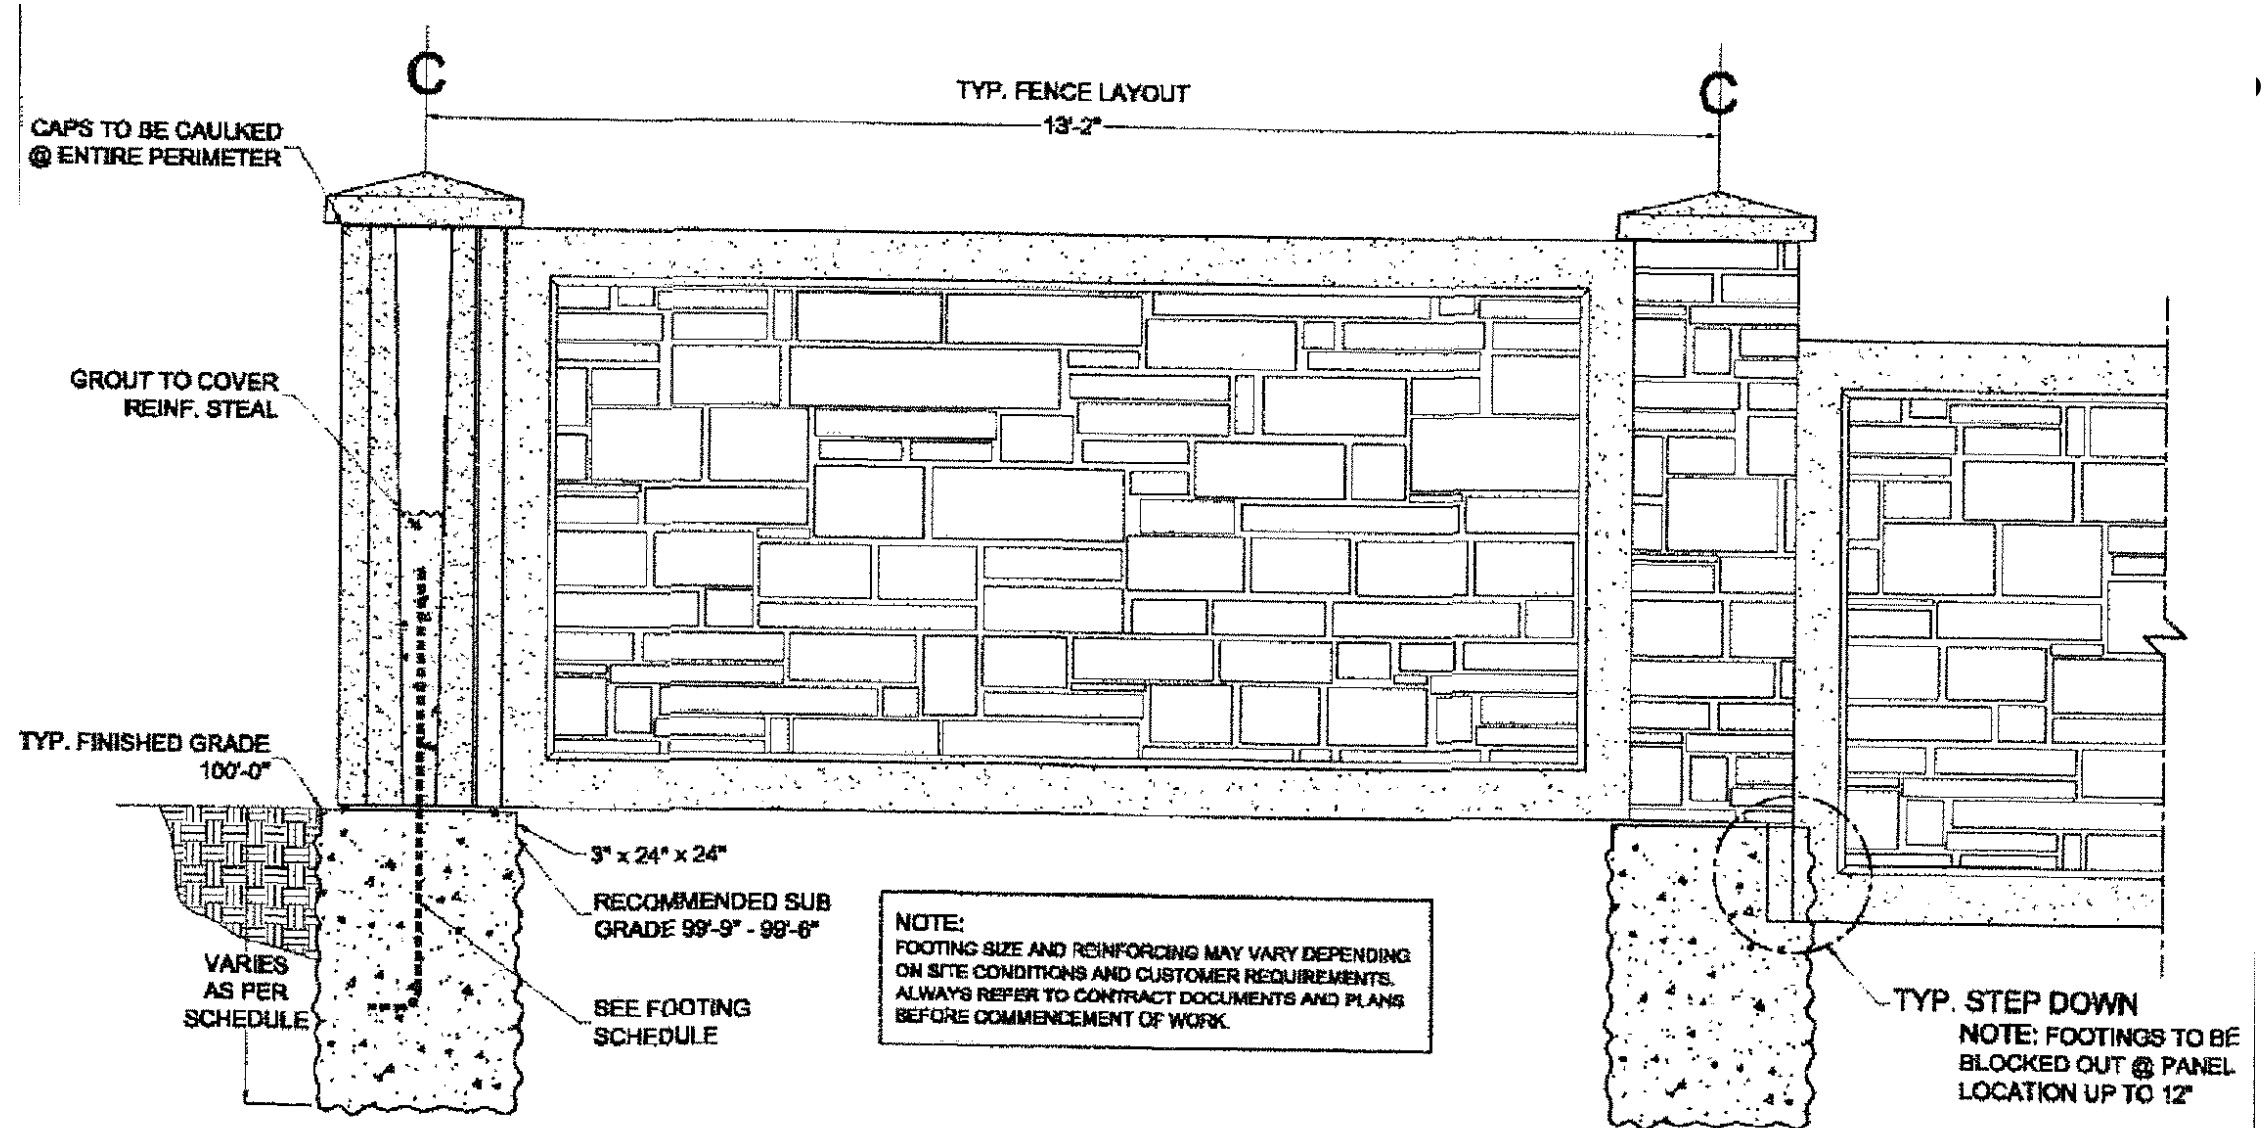 C
C
TYP. FENCE LAYOUT
13'-2"
CAPS TO BE CAULKED
@ ENTIRE PERIMETER
GROUT TO COVER
REINF. STEAL
TYP. FINISHED GRADE
100'-0"
3" x 24" x 24"
RECOMMENDED SUB
GRADE 99'-9" - 99'-6"
VARIES
AS PER
SCHEDULE
SEE FOOTING
SCHEDULE
NOTE:
FOOTING SIZE AND REINFORCING MAY VARY DEPENDING
ON SITE CONDITIONS AND CUSTOMER REQUIREMENTS.
ALWAYS REFER TO CONTRACT DOCUMENTS AND PLANS
BEFORE COMMENCEMENT OF WORK.
TYP. STEP DOWN
NOTE: FOOTINGS TO BE
BLOCKED OUT @ PANEL
LOCATION UP TO 12"